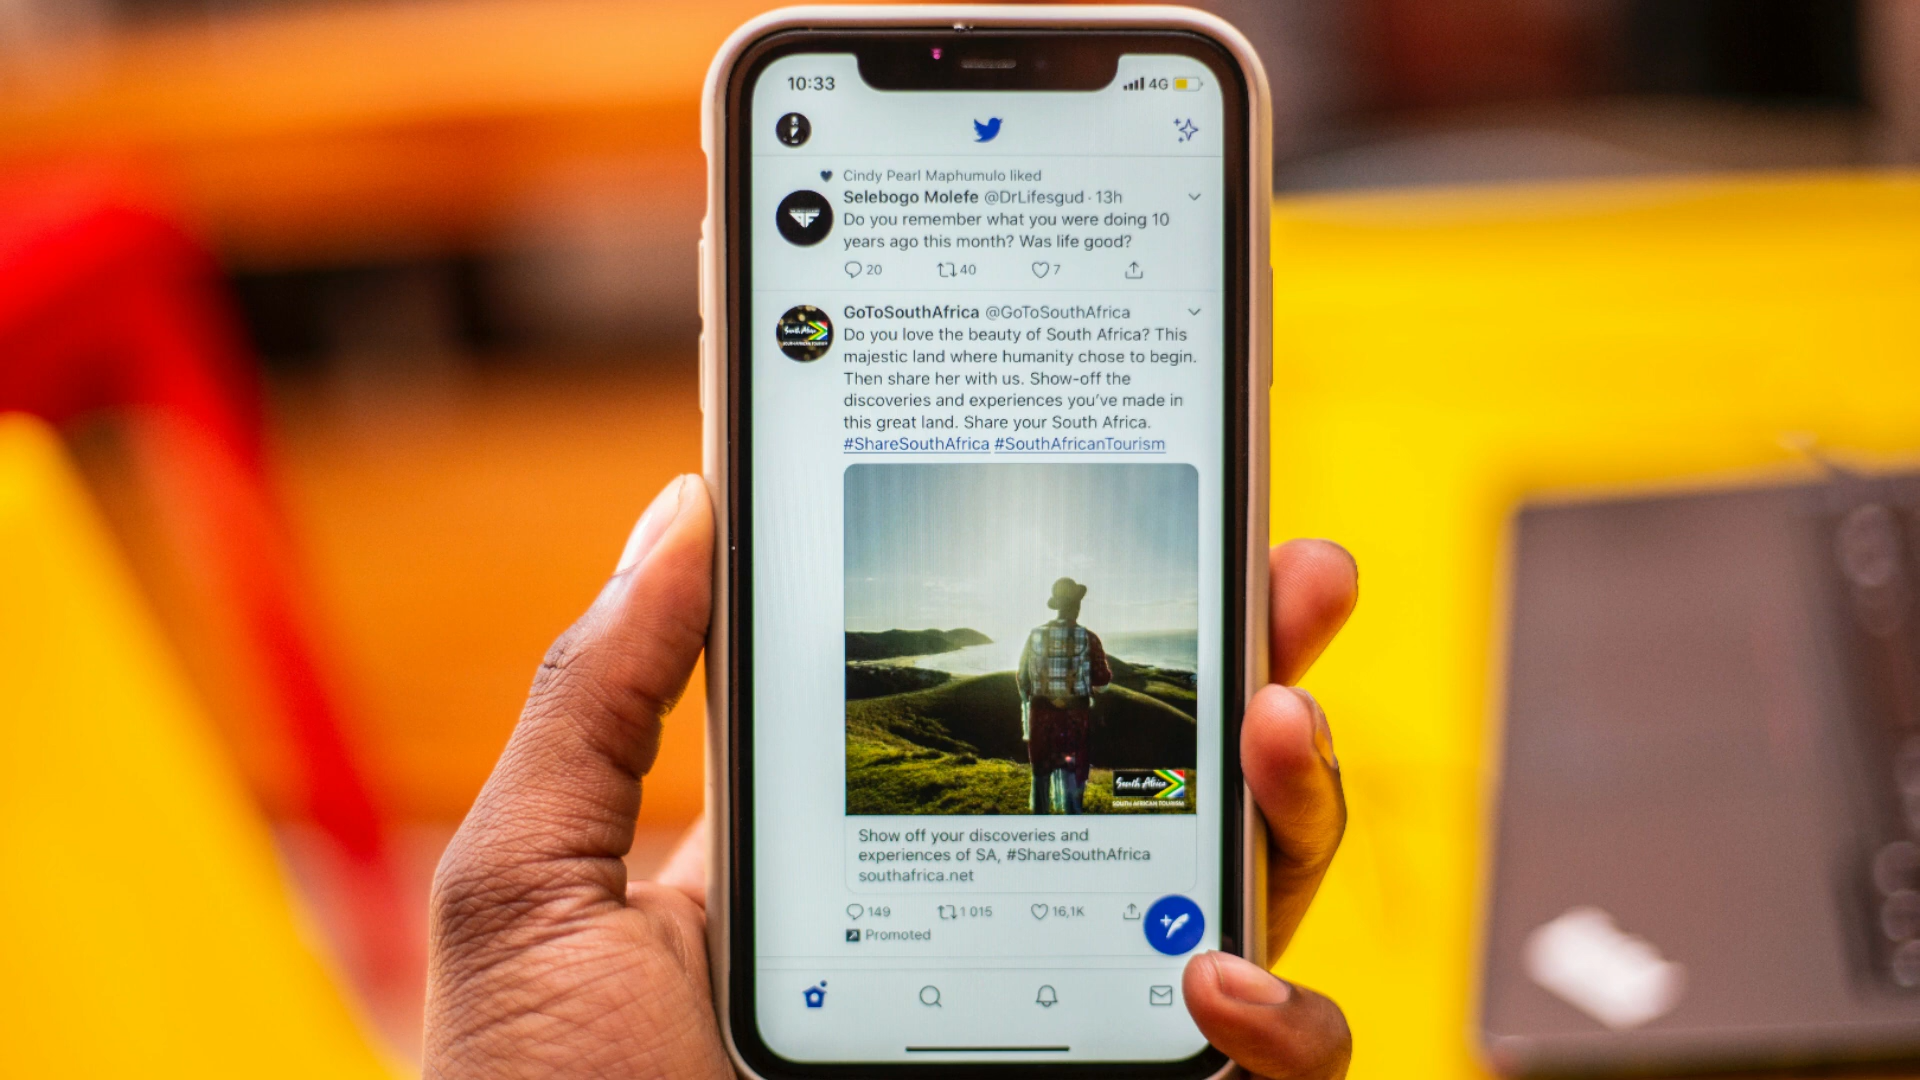 10:33
4G
Cindy Pearl Maphumulo liked
Selebogo Molefe @DrLifesgud · 13h
Do you remember what you were doing 10
years ago this month? Was life good?
20 40 7
GoToSouthAfrica @GoToSouthAfrica
Do you love the beauty of South Africa? This
majestic land where humanity chose to begin.
Then share her with us. Show-off the
discoveries and experiences you've made in
this great land. Share your South Africa.
#ShareSouthAfrica #SouthAfricanTourism
South Africa
SOUTH AFRICAN TOURISM
Show off your discoveries and
experiences of SA, #ShareSouthAfrica
southafrica.net
149 1 015 16,1K
Promoted